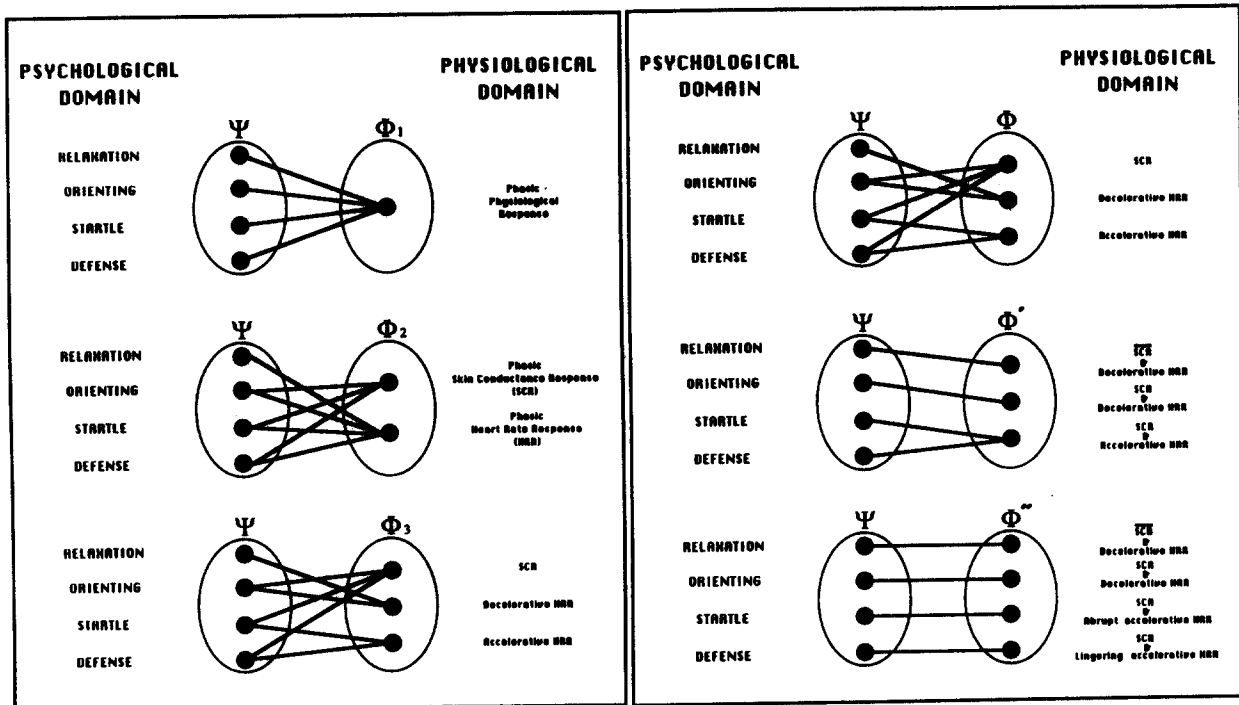 PSYCHOLOGICAL
DOMAIN
PHYSIOLOGICAL
DOMAIN
Ψ
Φ1
RELAXATION
ORIENTING
STARTLE
DEFENSE
Phasic
Physiological
Response
Ψ
Φ2
RELAXATION
ORIENTING
STARTLE
DEFENSE
Phasic
Skin Conductance Response
(SCR)
Phasic
Heart Rate Response
(HRR)
Ψ
Φ3
RELAXATION
ORIENTING
STARTLE
DEFENSE
SCR
Decelerative HRR
Accelerative HRR
PSYCHOLOGICAL
DOMAIN
PHYSIOLOGICAL
DOMAIN
Ψ
Φ
RELAXATION
ORIENTING
STARTLE
DEFENSE
SCR
Decelerative HRR
Accelerative HRR
Ψ
Φ′
RELAXATION
ORIENTING
STARTLE
DEFENSE
S̅C̅R̅
&
Decelerative HRR
SCR
&
Decelerative HRR
SCR
&
Accelerative HRR
Ψ
Φ″
RELAXATION
ORIENTING
STARTLE
DEFENSE
S̅C̅R̅
&
Decelerative HRR
SCR
&
Decelerative HRR
SCR
&
Abrupt accelerative HRR
SCR
&
Lingering accelerative HRR